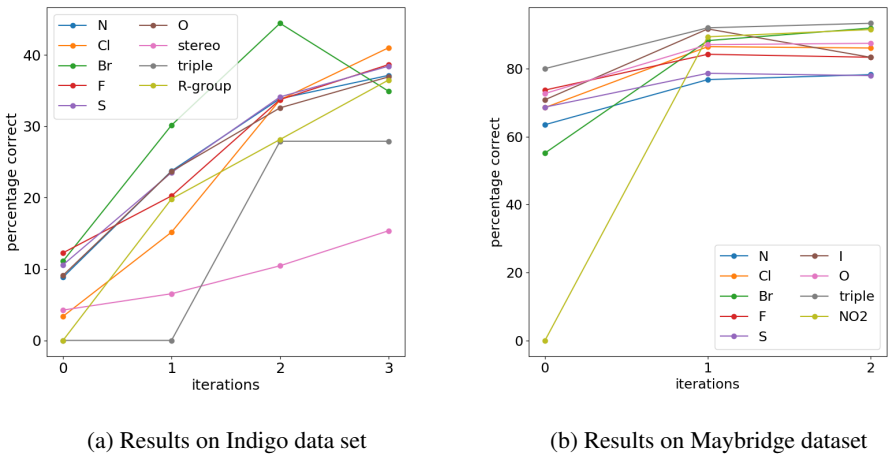 N
Cl
Br
F
S
O
stereo
triple
R-group
percentage correct
40
30
20
10
0
0 1 2 3
iterations
(a) Results on Indigo data set
percentage correct
80
60
40
20
0
N
Cl
Br
F
S
I
O
triple
NO2
0 1 2
iterations
(b) Results on Maybridge dataset